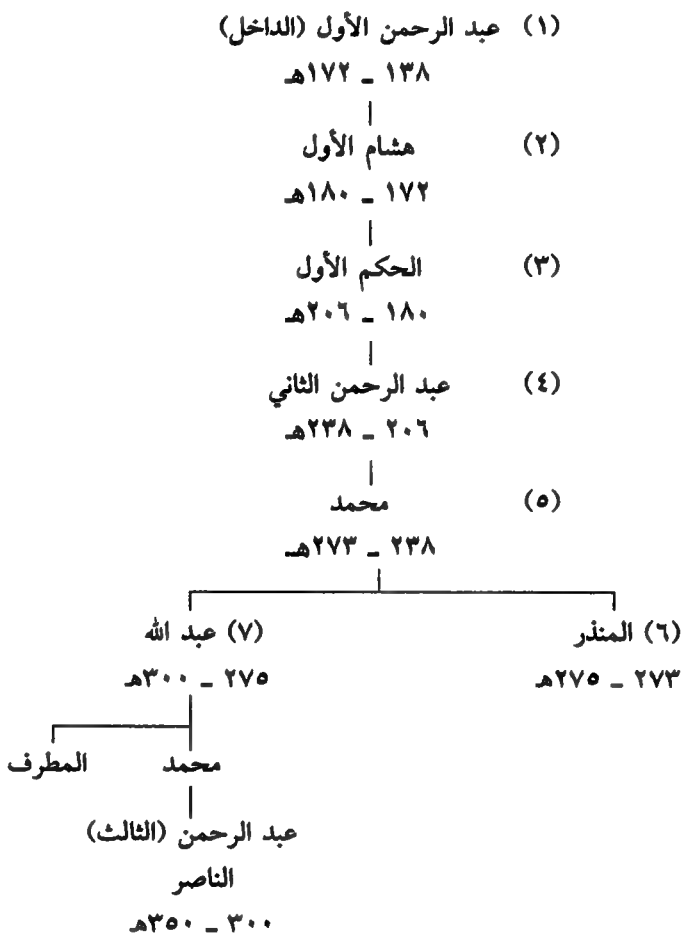 (١) عبد الرحمن الأول (الداخل)
١٣٨ ـ ١٧٢هـ
(٢) هشام الأول
١٧٢ ـ ١٨٠هـ
(٣) الحكم الأول
١٨٠ ـ ٢٠٦هـ
(٤) عبد الرحمن الثاني
٢٠٦ ـ ٢٣٨هـ
(٥) محمد
٢٣٨ ـ ٢٧٣هـ
(٦) المنذر
٢٧٣ ـ ٢٧٥هـ
(٧) عبد الله
٢٧٥ ـ ٣٠٠هـ
محمد
المطرف
عبد الرحمن (الثالث)
الناصر
٣٠٠ ـ ٣٥٠هـ